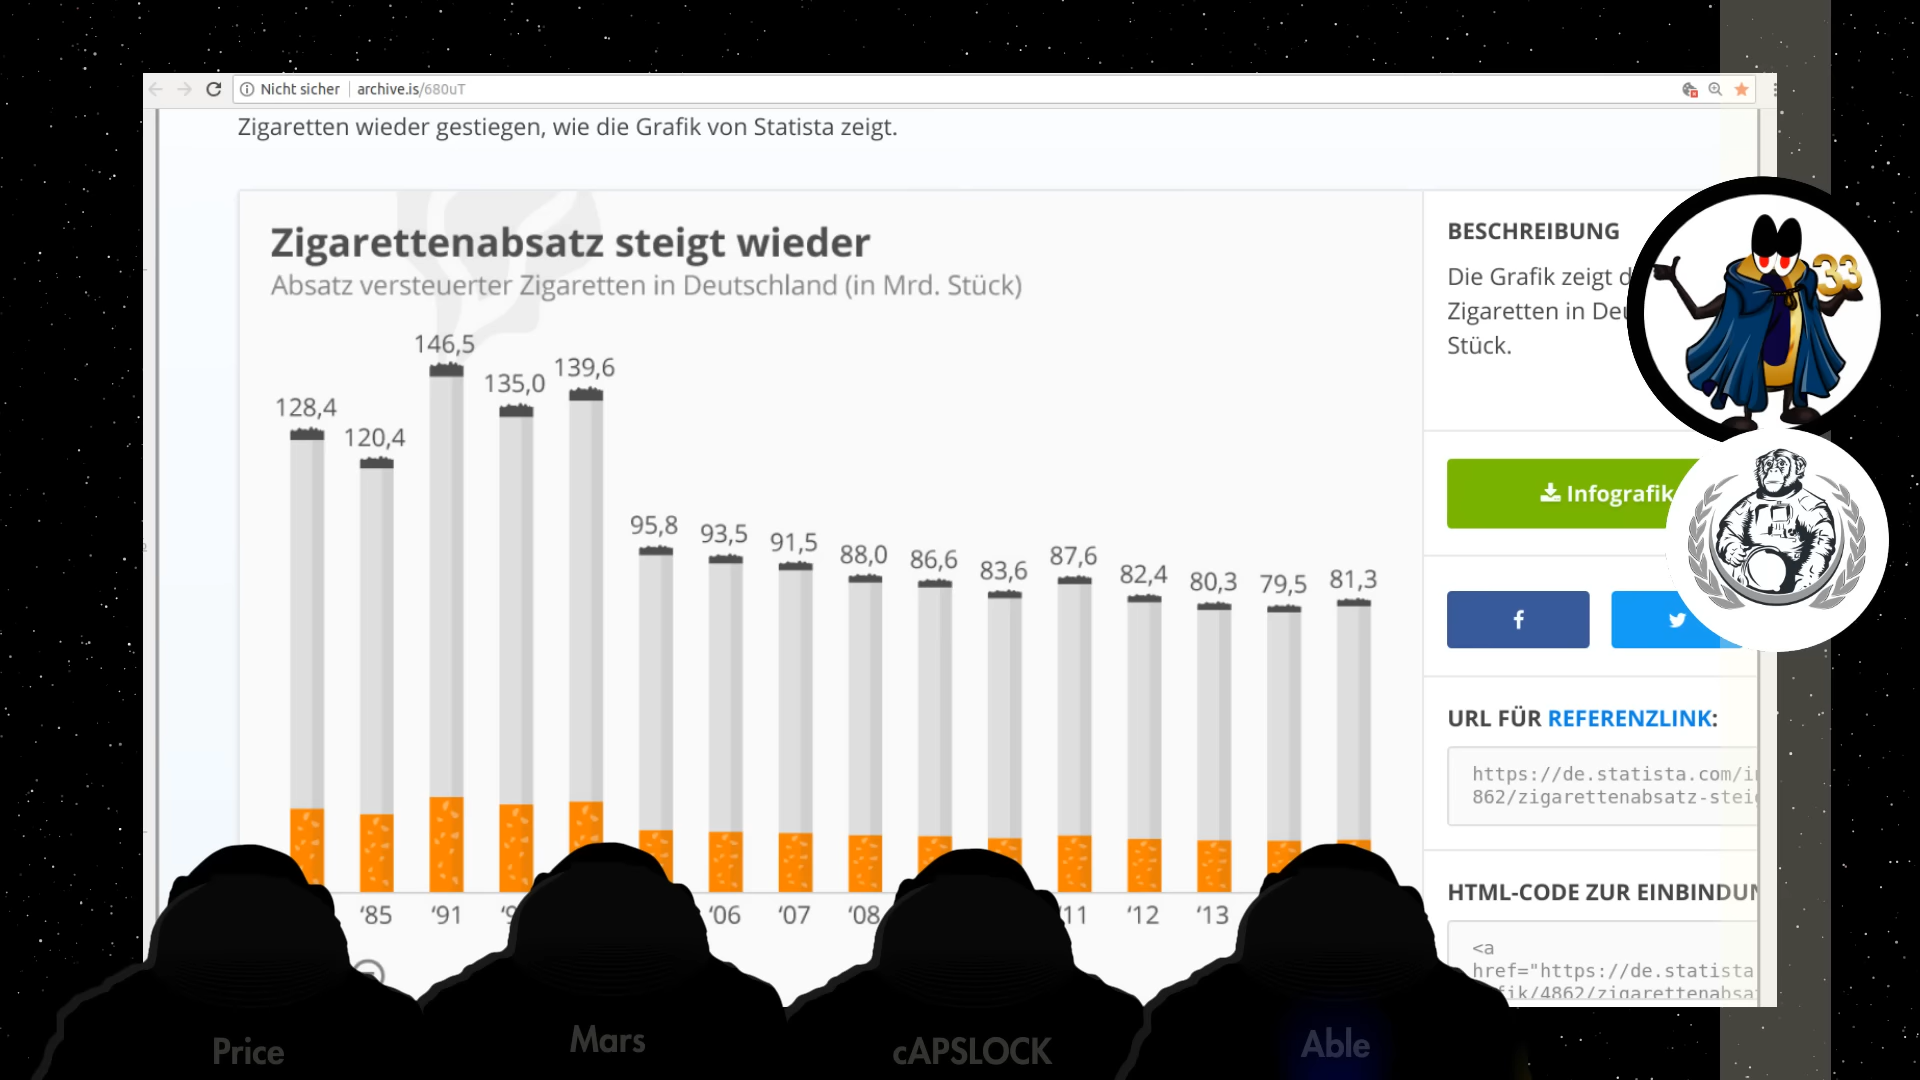 Nicht sicher archive.is/680uT
Zigaretten wieder gestiegen, wie die Grafik von Statista zeigt.
Zigarettenabsatz steigt wieder
Absatz versteuerter Zigaretten in Deutschland (in Mrd. Stück)
128,4 120,4 146,5 135,0 139,6 95,8 93,5 91,5 88,0 86,6 83,6 87,6 82,4 80,3 79,5 81,3
‘85 ‘91 ‘06 ‘07 ‘08 ‘12 ‘13
BESCHREIBUNG
Die Grafik zeigt
Zigaretten in
Stück.
33
Infografik
f
URL FÜR REFERENZLINK:
https://de.statista.com/
862/zigarettenabsatz-
HTML-CODE ZUR
<a
href="https://de.statista
Price
Mars
cAPSLOCK
Able